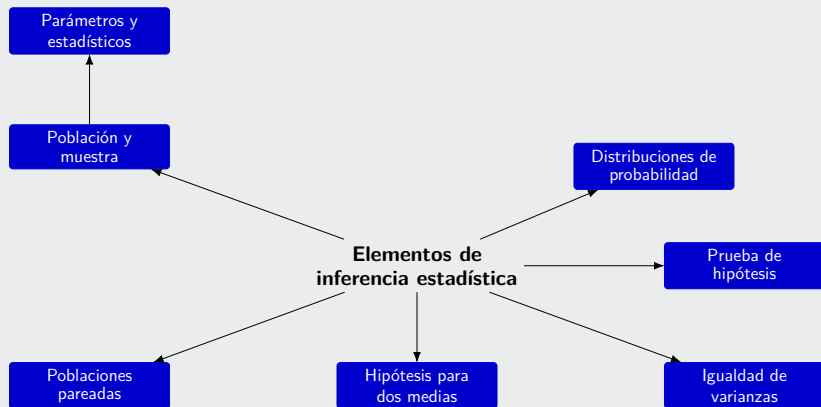 Parámetros y
estadísticos
Población y
muestra
Distribuciones de
probabilidad
Elementos de
inferencia estadística
Prueba de
hipótesis
Poblaciones
pareadas
Hipótesis para
dos medias
Igualdad de
varianzas